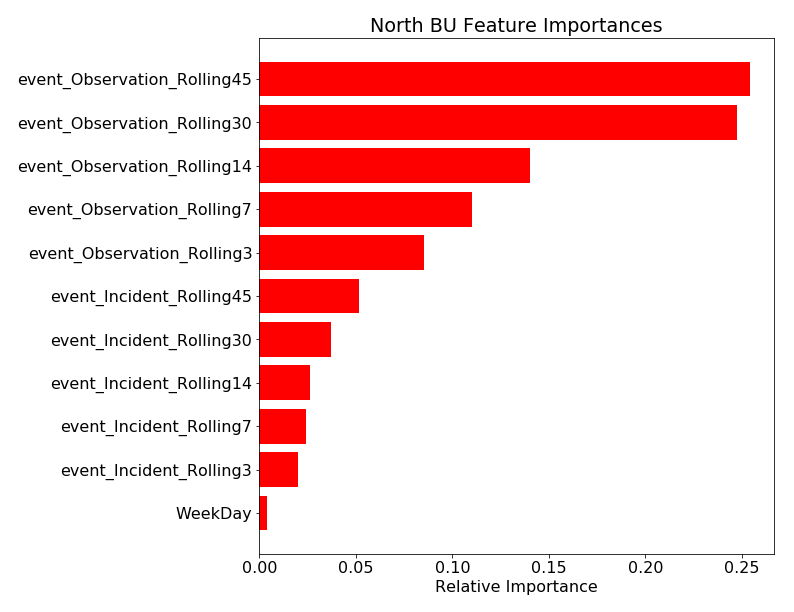 North BU Feature Importances
event_Observation_Rolling45
event_Observation_Rolling30
event_Observation_Rolling14
event_Observation_Rolling7
event_Observation_Rolling3
event_Incident_Rolling45
event_Incident_Rolling30
event_Incident_Rolling14
event_Incident_Rolling7
event_Incident_Rolling3
WeekDay
0.00 0.05 0.10 0.15 0.20 0.25
Relative Importance